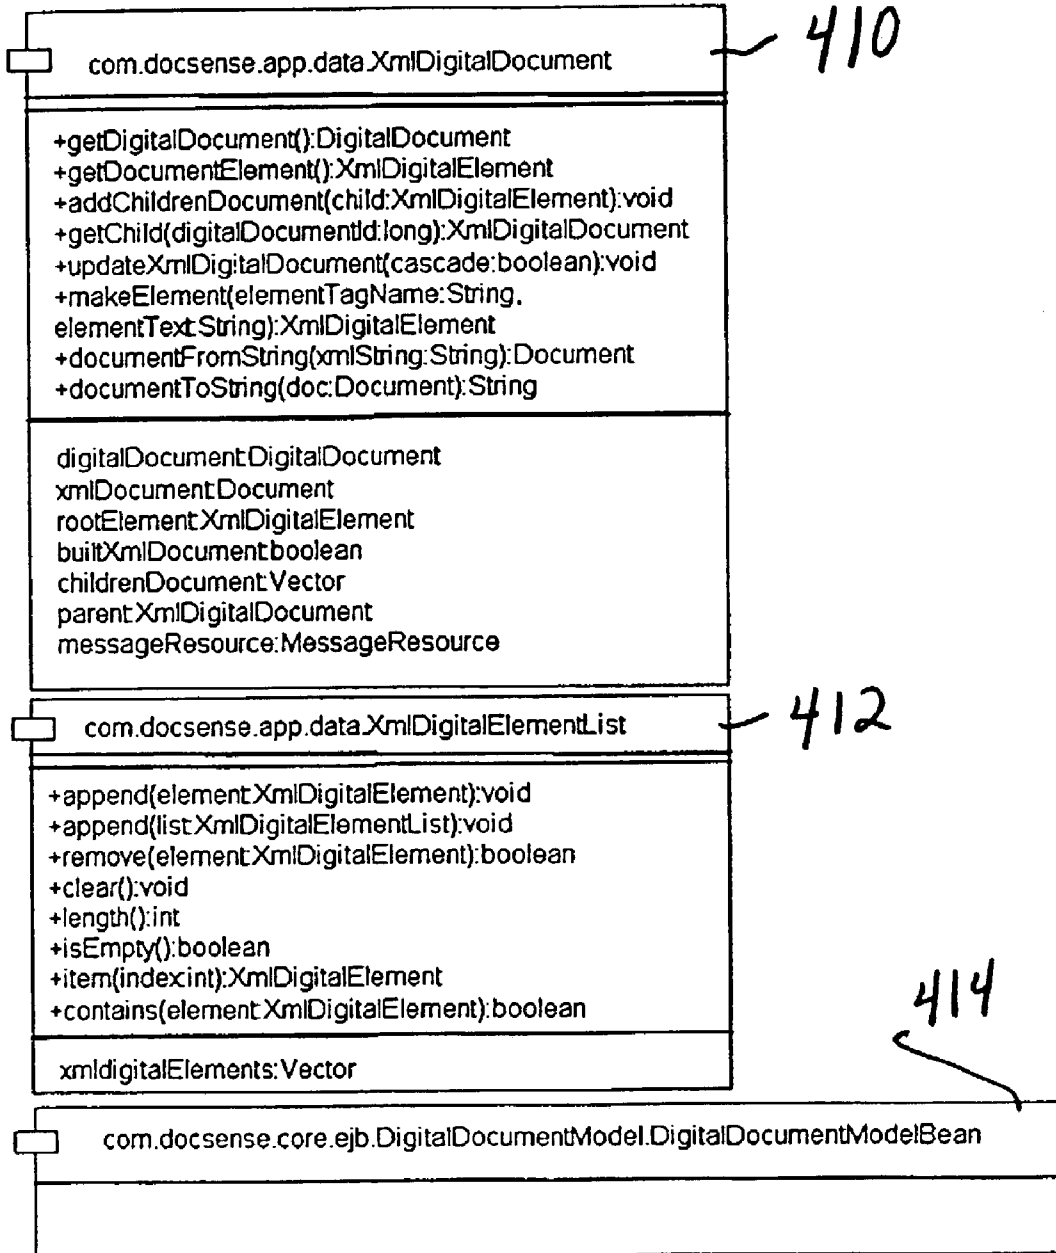 410
com.docsense.app.data.XmlDigitalDocument
+getDigitalDocument():DigitalDocument
+getDocumentElement():XmlDigitalElement
+addChildrenDocument(child:XmlDigitalElement):void
+getChild(digitalDocumentId:long):XmlDigitalDocument
+updateXmlDigitalDocument(cascade:boolean):void
+makeElement(elementTagName:String,
elementText:String):XmlDigitalElement
+documentFromString(xmlString:String):Document
+documentToString(doc:Document):String
digitalDocument:DigitalDocument
xmlDocument:Document
rootElement:XmlDigitalElement
builtXmlDocument:boolean
childrenDocument:Vector
parent:XmlDigitalDocument
messageResource:MessageResource
412
com.docsense.app.data.XmlDigitalElementList
+append(element:XmlDigitalElement):void
+append(list:XmlDigitalElementList):void
+remove(element:XmlDigitalElement):boolean
+clear():void
+length():int
+isEmpty():boolean
+item(index:int):XmlDigitalElement
+contains(element:XmlDigitalElement):boolean
xmldigitalElements:Vector
414
com.docsense.core.ejb.DigitalDocumentModel.DigitalDocumentModelBean